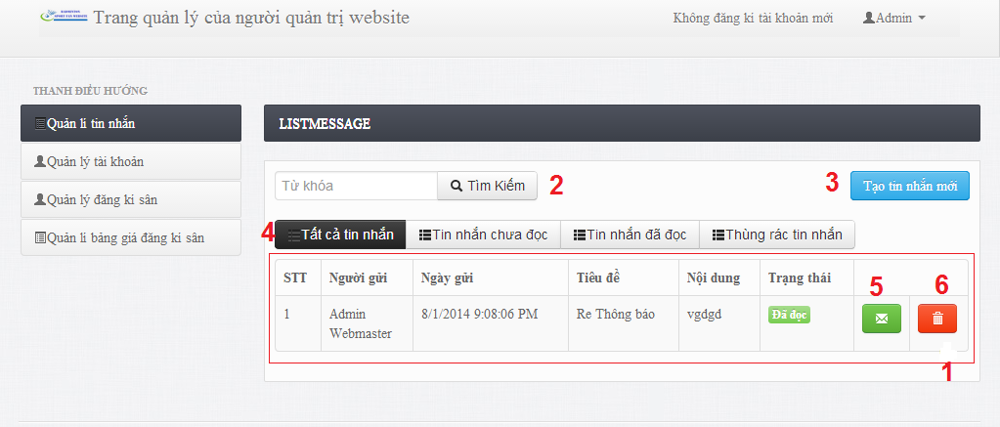 Trang quản lý của người quản trị website
Không đăng kí tài khoản mới
Admin
THANH ĐIỀU HƯỚNG
Quản lí tin nhắn
Quản lý tài khoản
Quản lý đăng kí sân
Quản lí bảng giá đăng kí sân
LISTMESSAGE
Từ khóa
Tìm Kiếm
2
3
Tạo tin nhắn mới
4
Tất cả tin nhắn
Tin nhắn chưa đọc
Tin nhắn đã đọc
Thùng rác tin nhắn
STT Người gửi Ngày gửi Tiêu đề Nội dung Trạng thái
5
6
1 Admin 8/1/2014 9:08:06 PM Re Thông báo vgdgd Đã đọc
Webmaster
1